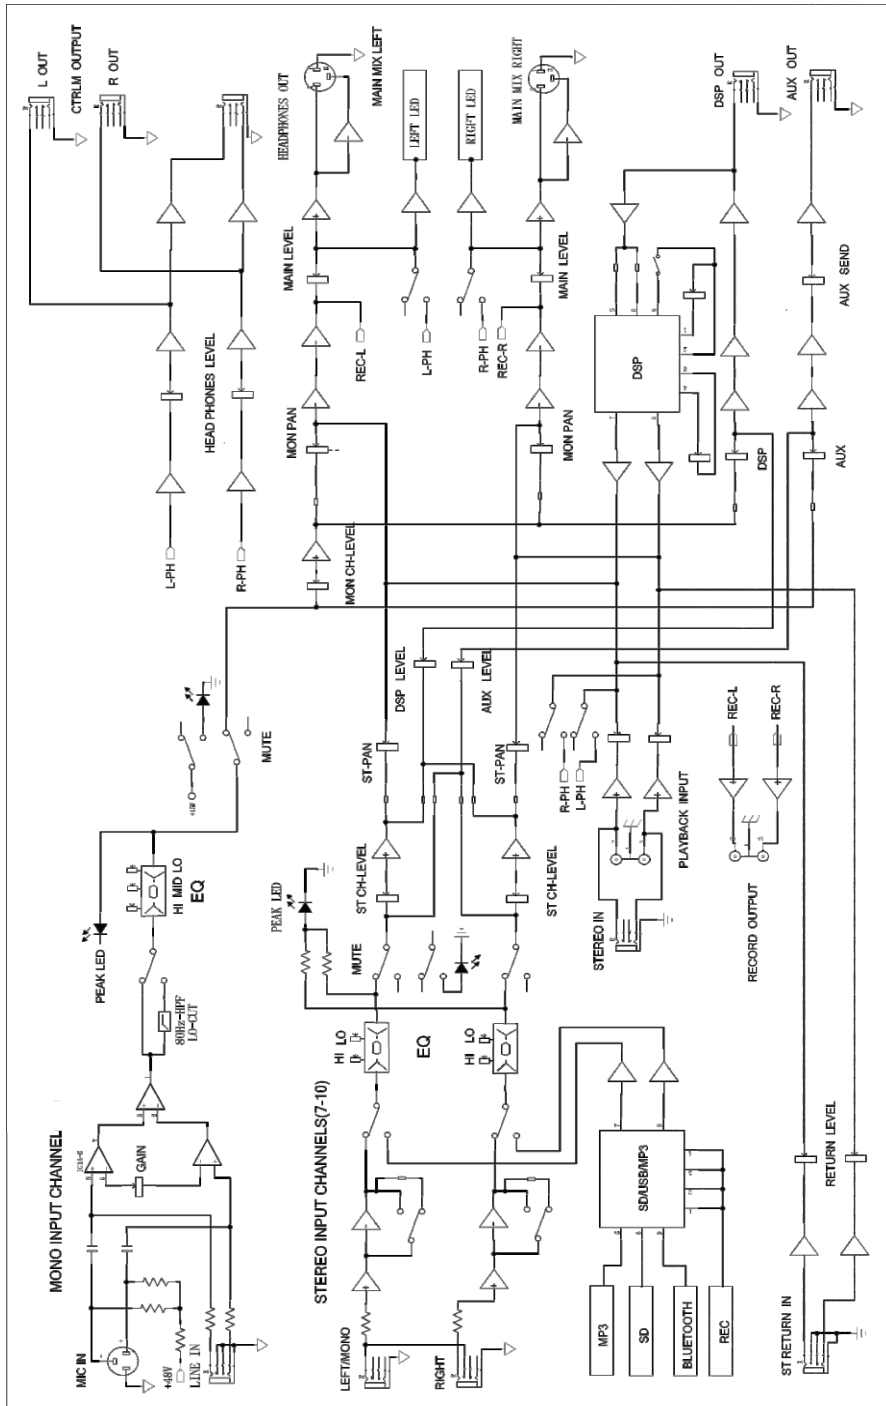 MONO INPUT CHANNEL
MIC IN
+48V
LINE IN
GAIN
80Hz-HPF
LO-CUT
PEAK LED
HI MID LO
EQ
MUTE
L-PH
R-PH
HEAD PHONES LEVEL
L OUT
CTRLM OUTPUT
R OUT
STEREO INPUT CHANNELS(7-10)
LEFT/MONO
RIGHT
HI LO
EQ
HI LO
PEAK LED
MUTE
ST CH-LEVEL
ST CH-LEVEL
ST-PAN
ST-PAN
DSP LEVEL
AUX LEVEL
MON CH-LEVEL
MON PAN
MON PAN
REC-L
L-PH
R-PH
REC-R
MAIN LEVEL
MAIN LEVEL
HEADPHONES OUT
MAIN MIX LEFT
LEFT LED
RIGHT LED
MAIN MIX RIGHT
MP3
SD
BLUETOOTH
REC
SD/USB/MP3
STEREO IN
PLAYBACK INPUT
R-PH
L-PH
RECORD OUTPUT
REC-L
REC-R
ST RETURN IN
RETURN LEVEL
DSP
DSP
AUX
AUX SEND
DSP OUT
AUX OUT